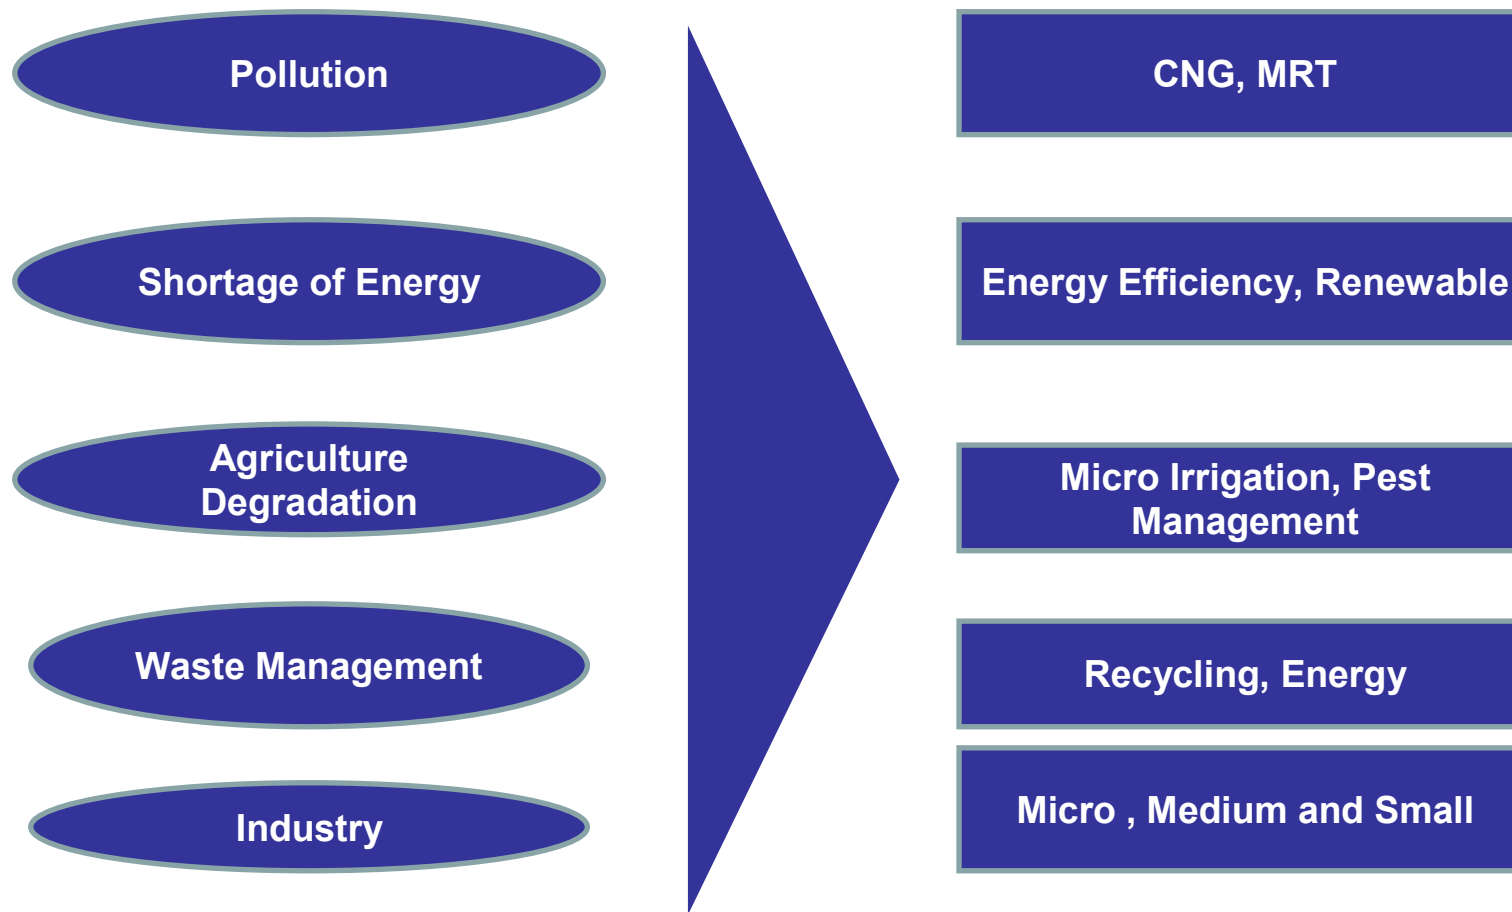 Pollution
CNG, MRT
Shortage of Energy
Energy Efficiency, Renewable
Agriculture
Degradation
Micro Irrigation, Pest
Management
Waste Management
Recycling, Energy
Industry
Micro , Medium and Small